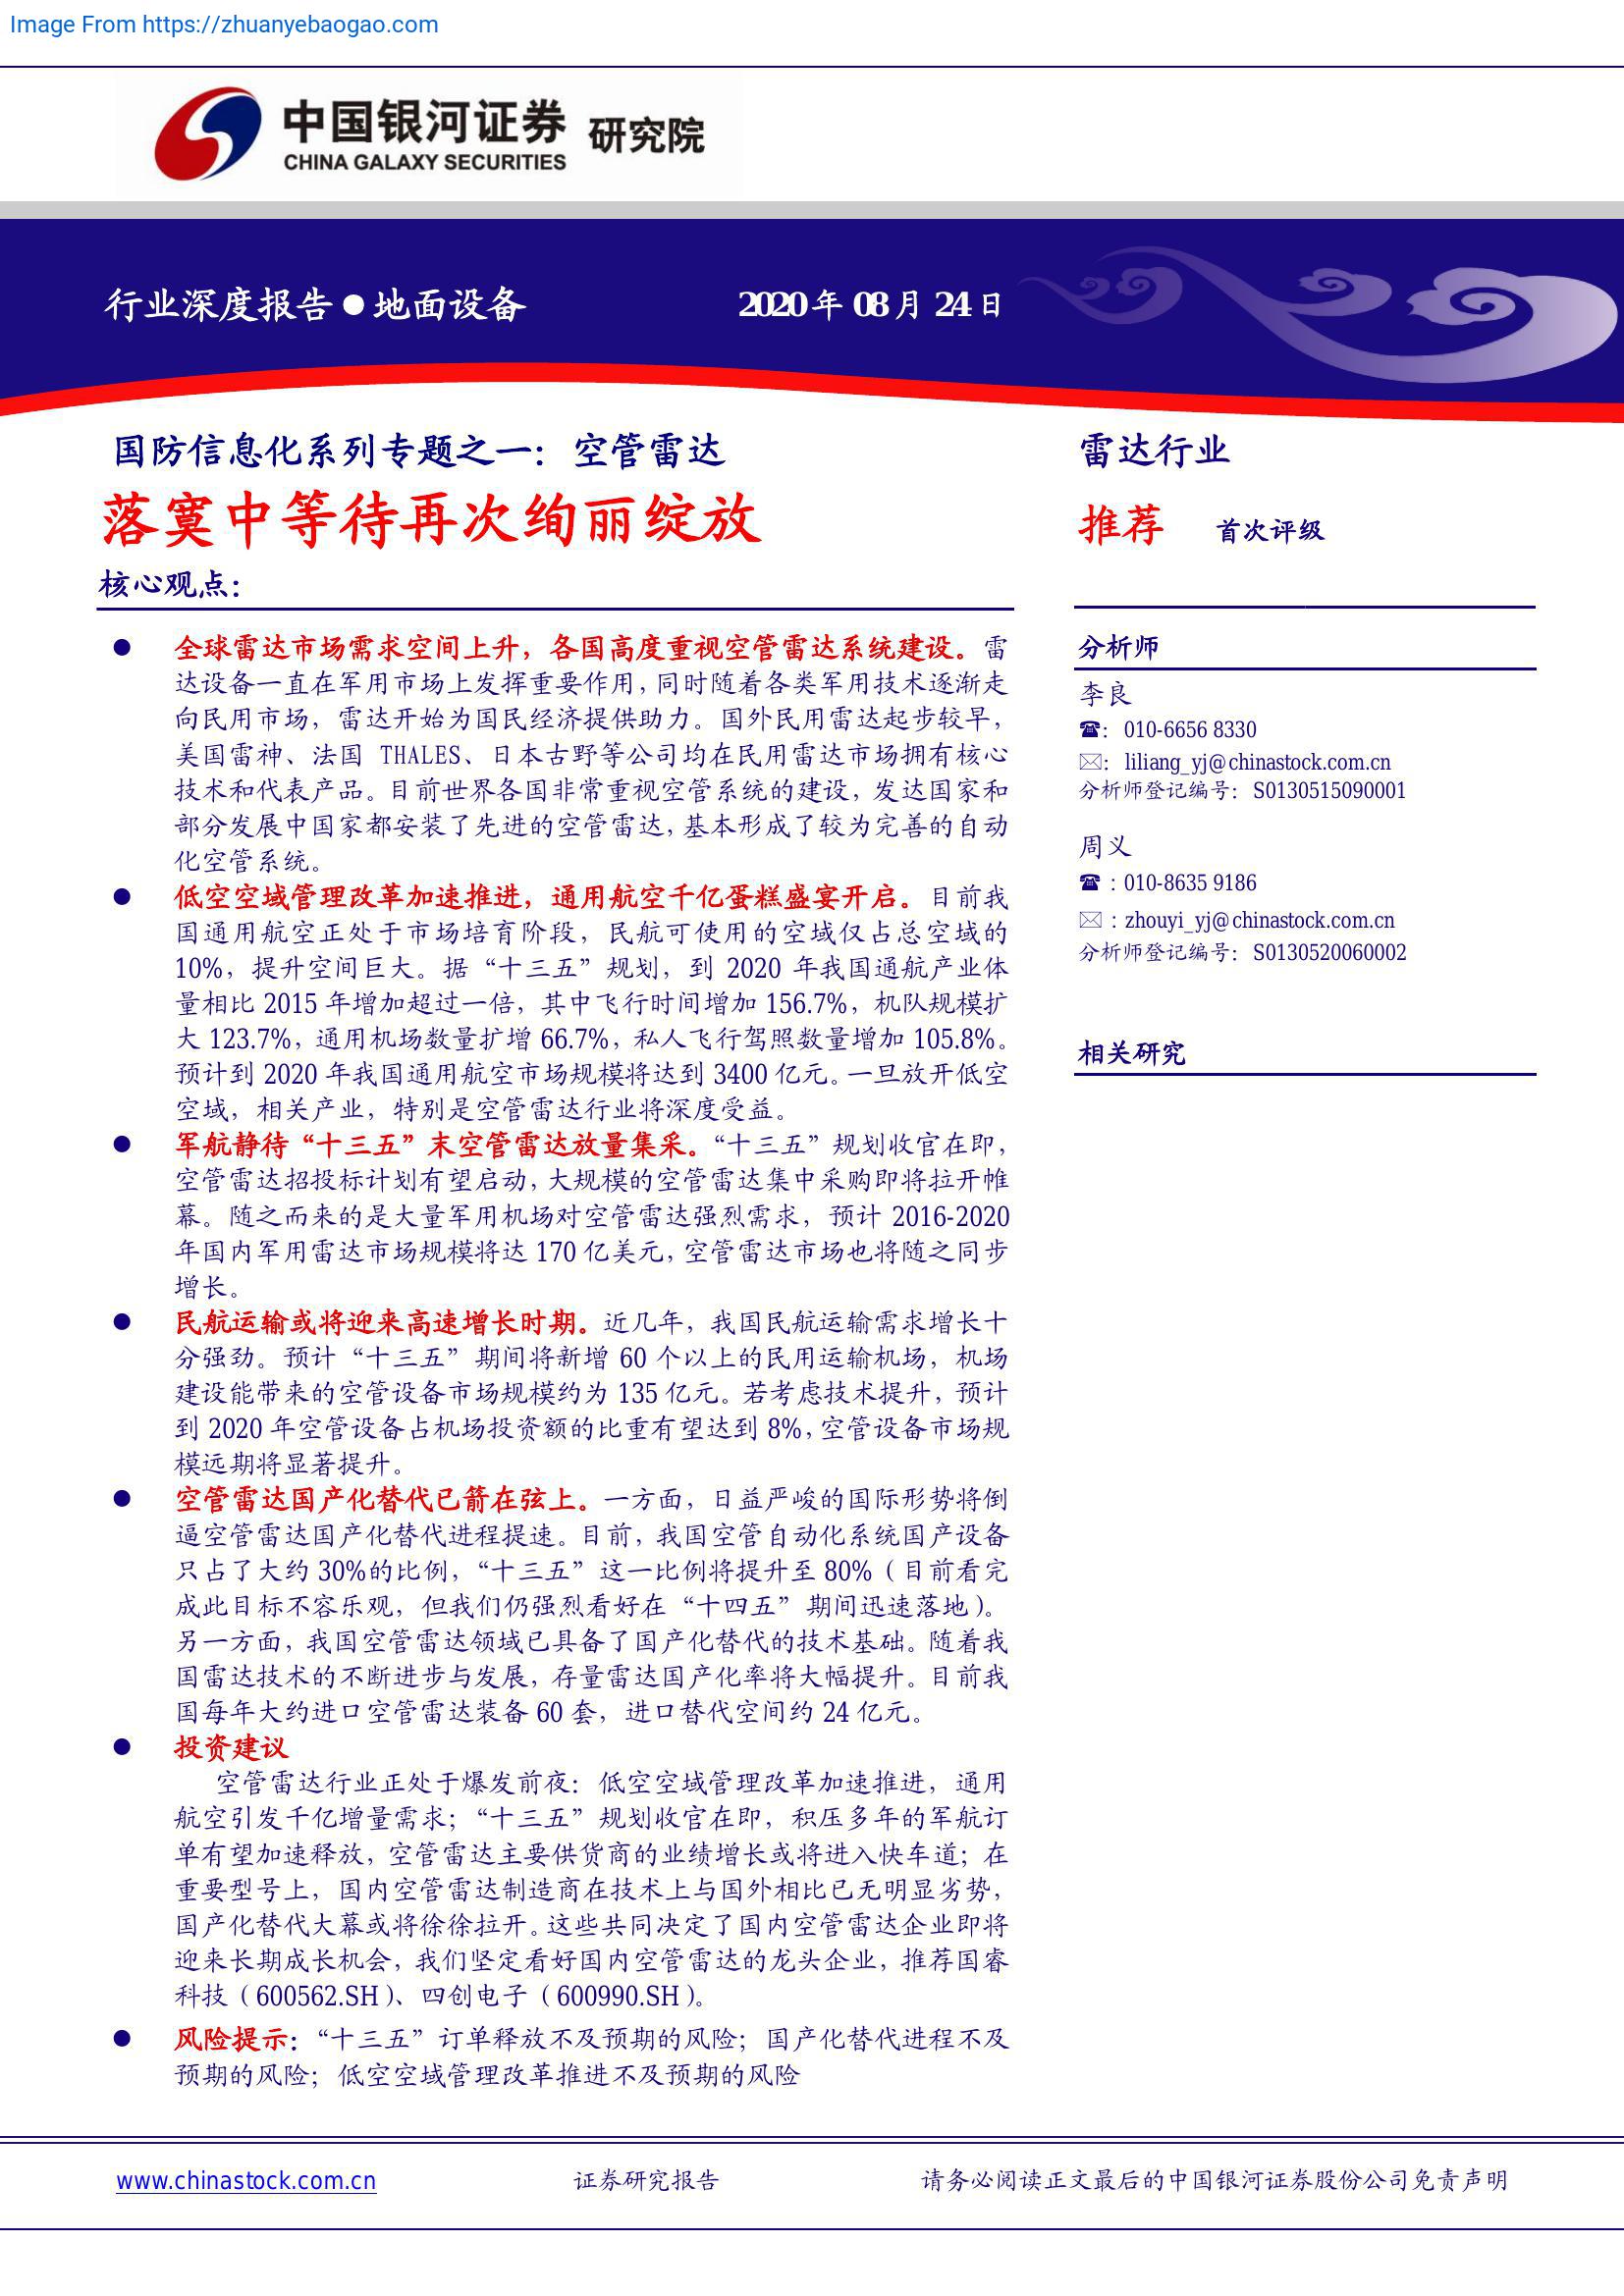 Image From https://zhuanyebaogao.com
中国银河证券 研究院
CHINA GALAXY SECURITIES
行业深度报告●地面设备 2020年08月24日
国防信息化系列专题之一：空管雷达
落寞中等待再次绚丽绽放
核心观点：
● 全球雷达市场需求空间上升，各国高度重视空管雷达系统建设。雷
达设备一直在军用市场上发挥重要作用，同时随着各类军用技术逐渐走
向民用市场，雷达开始为国民经济提供助力。国外民用雷达起步较早，
美国雷神、法国 THALES、日本古野等公司均在民用雷达市场拥有核心
技术和代表产品。目前世界各国非常重视空管系统的建设，发达国家和
部分发展中国家都安装了先进的空管雷达，基本形成了较为完善的自动
化空管系统。
● 低空空域管理改革加速推进，通用航空千亿蛋糕盛宴开启。目前我
国通用航空正处于市场培育阶段，民航可使用的空域仅占总空域的
10%，提升空间巨大。据“十三五”规划，到 2020 年我国通航产业体
量相比 2015 年增加超过一倍，其中飞行时间增加 156.7%，机队规模扩
大 123.7%，通用机场数量扩增 66.7%，私人飞行驾照数量增加 105.8%。
预计到 2020 年我国通用航空市场规模将达到 3400 亿元。一旦放开低空
空域，相关产业，特别是空管雷达行业将深度受益。
● 军航静待“十三五”末空管雷达放量集采。“十三五”规划收官在即，
空管雷达招投标计划有望启动，大规模的空管雷达集中采购即将拉开帷
幕。随之而来的是大量军用机场对空管雷达强烈需求，预计 2016-2020
年国内军用雷达市场规模将达 170 亿美元，空管雷达市场也将随之同步
增长。
● 民航运输或将迎来高速增长时期。近几年，我国民航运输需求增长十
分强劲。预计“十三五”期间将新增 60 个以上的民用运输机场，机场
建设能带来的空管设备市场规模约为 135 亿元。若考虑技术提升，预计
到 2020 年空管设备占机场投资额的比重有望达到 8%，空管设备市场规
模远期将显著提升。
● 空管雷达国产化替代已箭在弦上。一方面，日益严峻的国际形势将倒
逼空管雷达国产化替代进程提速。目前，我国空管自动化系统国产设备
只占了大约 30%的比例，“十三五”这一比例将提升至 80%（目前看完
成此目标不容乐观，但我们仍强烈看好在“十四五”期间迅速落地）。
另一方面，我国空管雷达领域已具备了国产化替代的技术基础。随着我
国雷达技术的不断进步与发展，存量雷达国产化率将大幅提升。目前我
国每年大约进口空管雷达装备 60 套，进口替代空间约 24 亿元。
● 投资建议
空管雷达行业正处于爆发前夜：低空空域管理改革加速推进，通用
航空引发千亿增量需求；“十三五”规划收官在即，积压多年的军航订
单有望加速释放，空管雷达主要供货商的业绩增长或将进入快车道；在
重要型号上，国内空管雷达制造商在技术上与国外相比已无明显劣势，
国产化替代大幕或将徐徐拉开。这些共同决定了国内空管雷达企业即将
迎来长期成长机会，我们坚定看好国内空管雷达的龙头企业，推荐国睿
科技（600562.SH）、四创电子（600990.SH）。
● 风险提示：“十三五”订单释放不及预期的风险；国产化替代进程不及
预期的风险；低空空域管理改革推进不及预期的风险
雷达行业
推荐 首次评级
分析师
李良
☎：010-6656 8330
✉：liliang_yj@chinastock.com.cn
分析师登记编号：S0130515090001
周义
☎：010-8635 9186
✉：zhouyi_yj@chinastock.com.cn
分析师登记编号：S0130520060002
相关研究
www.chinastock.com.cn 证券研究报告 请务必阅读正文最后的中国银河证券股份公司免责声明